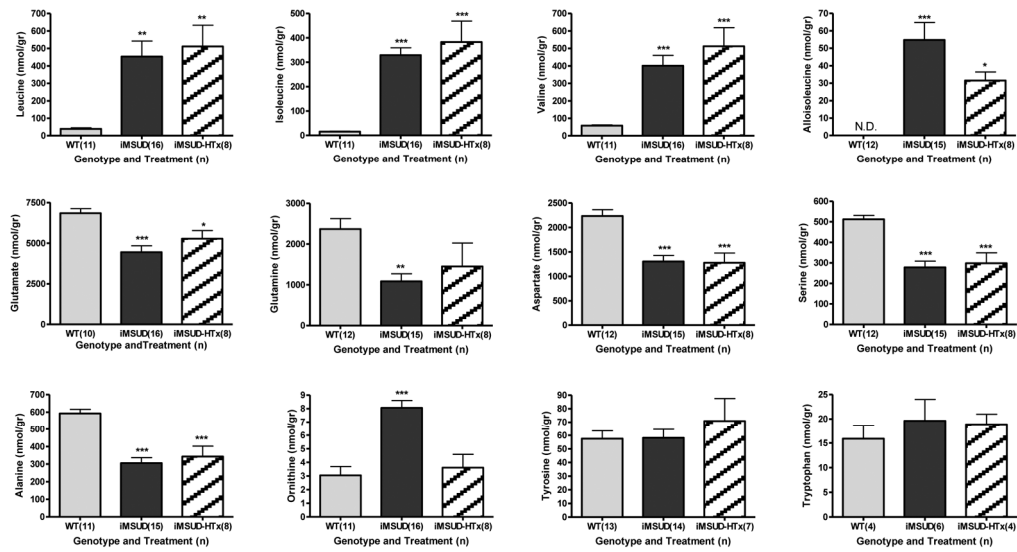 Leucine (nmol/gr)
700
600
500
400
300
200
100
0
**
**
WT(11) iMSUD(16) iMSUD-HTx(8)
Genotype and Treatment (n)
Isoleucine (nmol/gr)
500
400
300
200
100
0
***
***
WT(11) iMSUD(16) iMSUD-HTx(8)
Genotype and Treatment (n)
Valine (nmol/gr)
700
600
500
400
300
200
100
0
***
***
WT(11) iMSUD(16) iMSUD-HTx(8)
Genotype and Treatment (n)
Alloisoleucine (nmol/gr)
70
60
50
40
30
20
10
0
N.D.
***
*
WT(12) iMSUD(15) iMSUD-HTx(8)
Genotype and Treatment (n)
Glutamate (nmol/gr)
7500
5000
2500
0
***
*
WT(10) iMSUD(16) iMSUD-HTx(8)
Genotype andTreatment (n)
Glutamine (nmol/gr)
3000
2000
1000
0
**
WT(12) iMSUD(15) iMSUD-HTx(8)
Genotype and Treatment (n)
Aspartate (nmol/gr)
2500
2000
1500
1000
500
0
***
***
WT(12) iMSUD(15) iMSUD-HTx(8)
Genotype and Treatment (n)
Serine (nmol/gr)
600
500
400
300
200
100
0
***
***
WT(12) iMSUD(15) iMSUD-HTx(8)
Genotype and Treatment (n)
Alanine (nmol/gr)
700
600
500
400
300
200
100
0
***
***
WT(11) iMSUD(15) iMSUD-HTx(8)
Genotype and Treatment (n)
Ornithine (nmol/gr)
9
8
7
6
5
4
3
2
1
0
***
WT(11) iMSUD(16) iMSUD-HTx(8)
Genotype and Treatment (n)
Tyrosine (nmol/gr)
90
80
70
60
50
40
30
20
10
0
WT(13) iMSUD(14) iMSUD-HTx(7)
Genotype and Treatment (n)
Tryptophan (nmol/gr)
25
20
15
10
5
0
WT(4) iMSUD(6) iMSUD-HTx(4)
Genotype and Treatment (n)